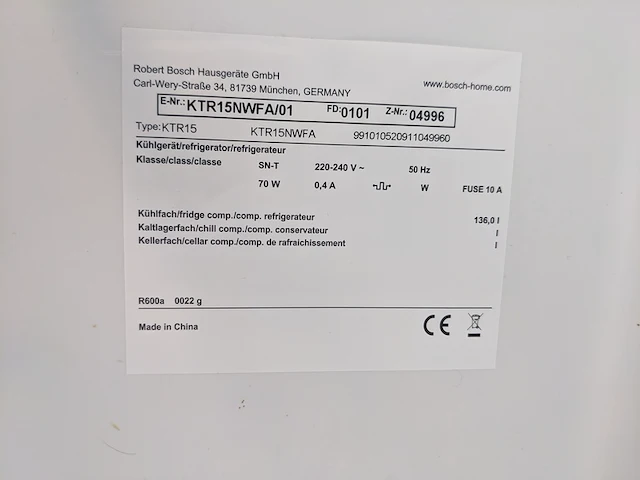 Robert Bosch Hausgeräte GmbH
Carl-Wery-Straße 34, 81739 München, GERMANY
www.bosch-home.com
E-Nr.: KTR15NWFA/01 FD: 0101 Z-Nr.: 04996
Type: KTR15 KTR15NWFA 991010520911049960
Kühlgerät/refrigerator/refrigerateur
Klasse/class/classe SN-T 220-240 V ~ 50 Hz
70 W 0,4 A W FUSE 10 A
Kühlfach/fridge comp./comp. refrigerateur 136,0 l
Kaltlagerfach/chill comp./comp. conservateur l
Kellerfach/cellar comp./comp. de rafraichissement l
R600a 0022 g
Made in China
CE